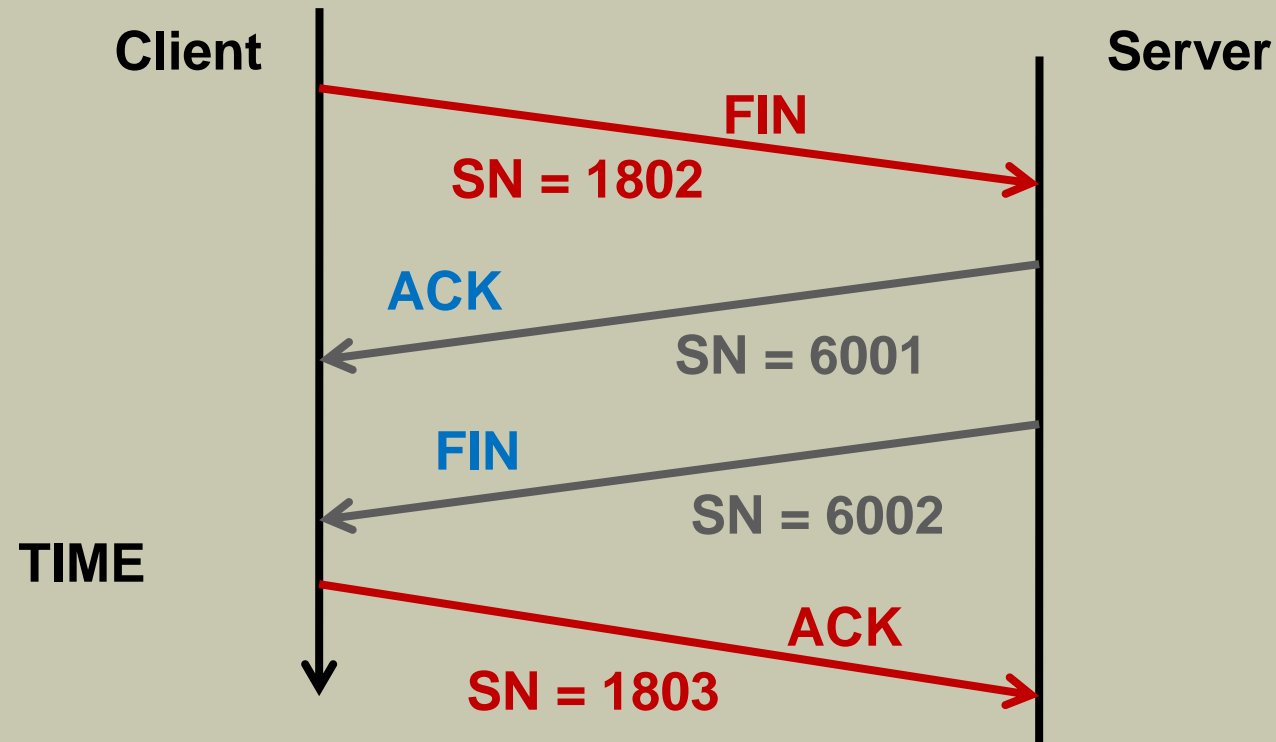 Client
Server
FIN
SN = 1802
ACK
SN = 6001
FIN
SN = 6002
TIME
ACK
SN = 1803